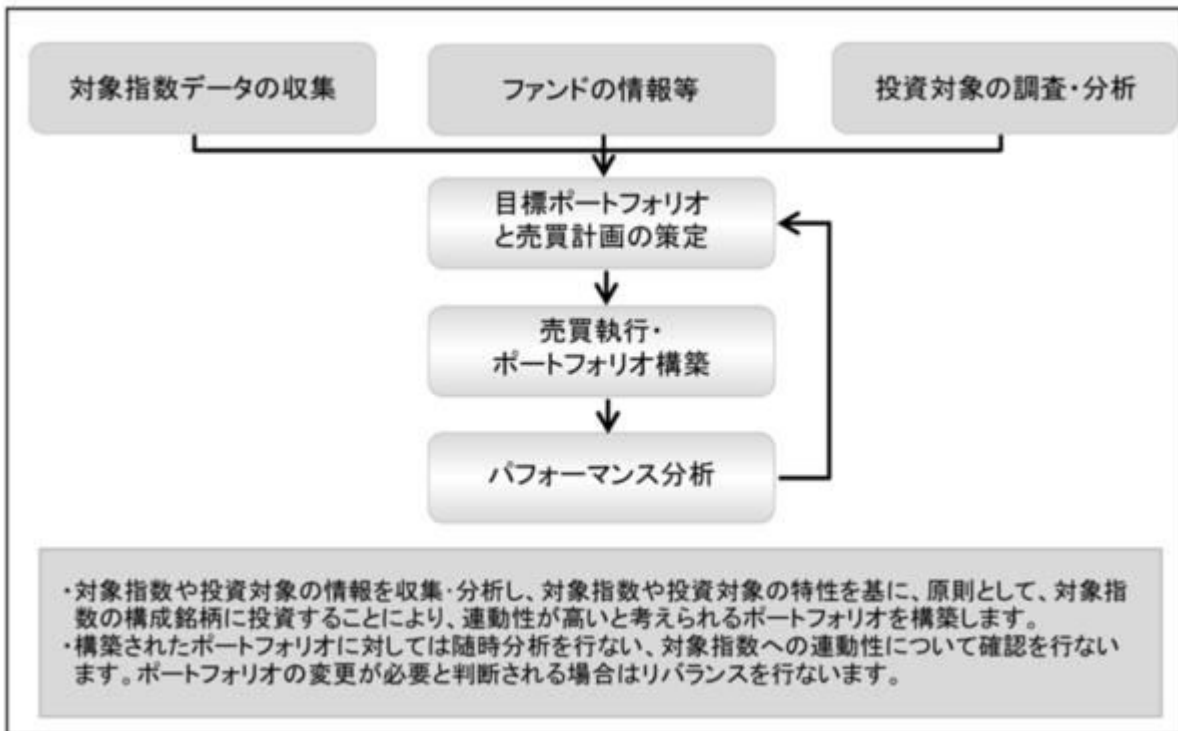 対象指数データの収集
ファンドの情報等
投資対象の調査・分析
目標ポートフォリオ
と売買計画の策定
売買執行・
ポートフォリオ構築
パフォーマンス分析
・対象指数や投資対象の情報を収集・分析し、対象指数や投資対象の特性を基に、原則として、対象指
数の構成銘柄に投資することにより、連動性が高いと考えられるポートフォリオを構築します。
・構築されたポートフォリオに対しては随時分析を行ない、対象指数への連動性について確認を行ない
ます。ポートフォリオの変更が必要と判断される場合はリバランスを行ないます。